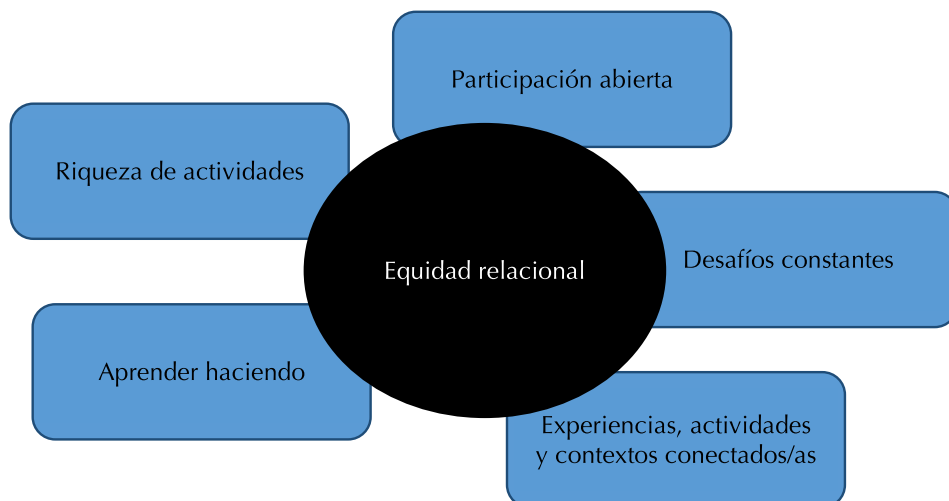 Participación abierta
Riqueza de actividades
Equidad relacional
Desafíos constantes
Aprender haciendo
Experiencias, actividades
y contextos conectados/as